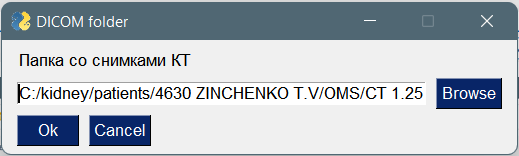 DICOM folder
Папка со снимками КТ
C:/kidney/patients/4630 ZINCHENKO T.V/OMS/CT 1.25
Browse
Ok Cancel